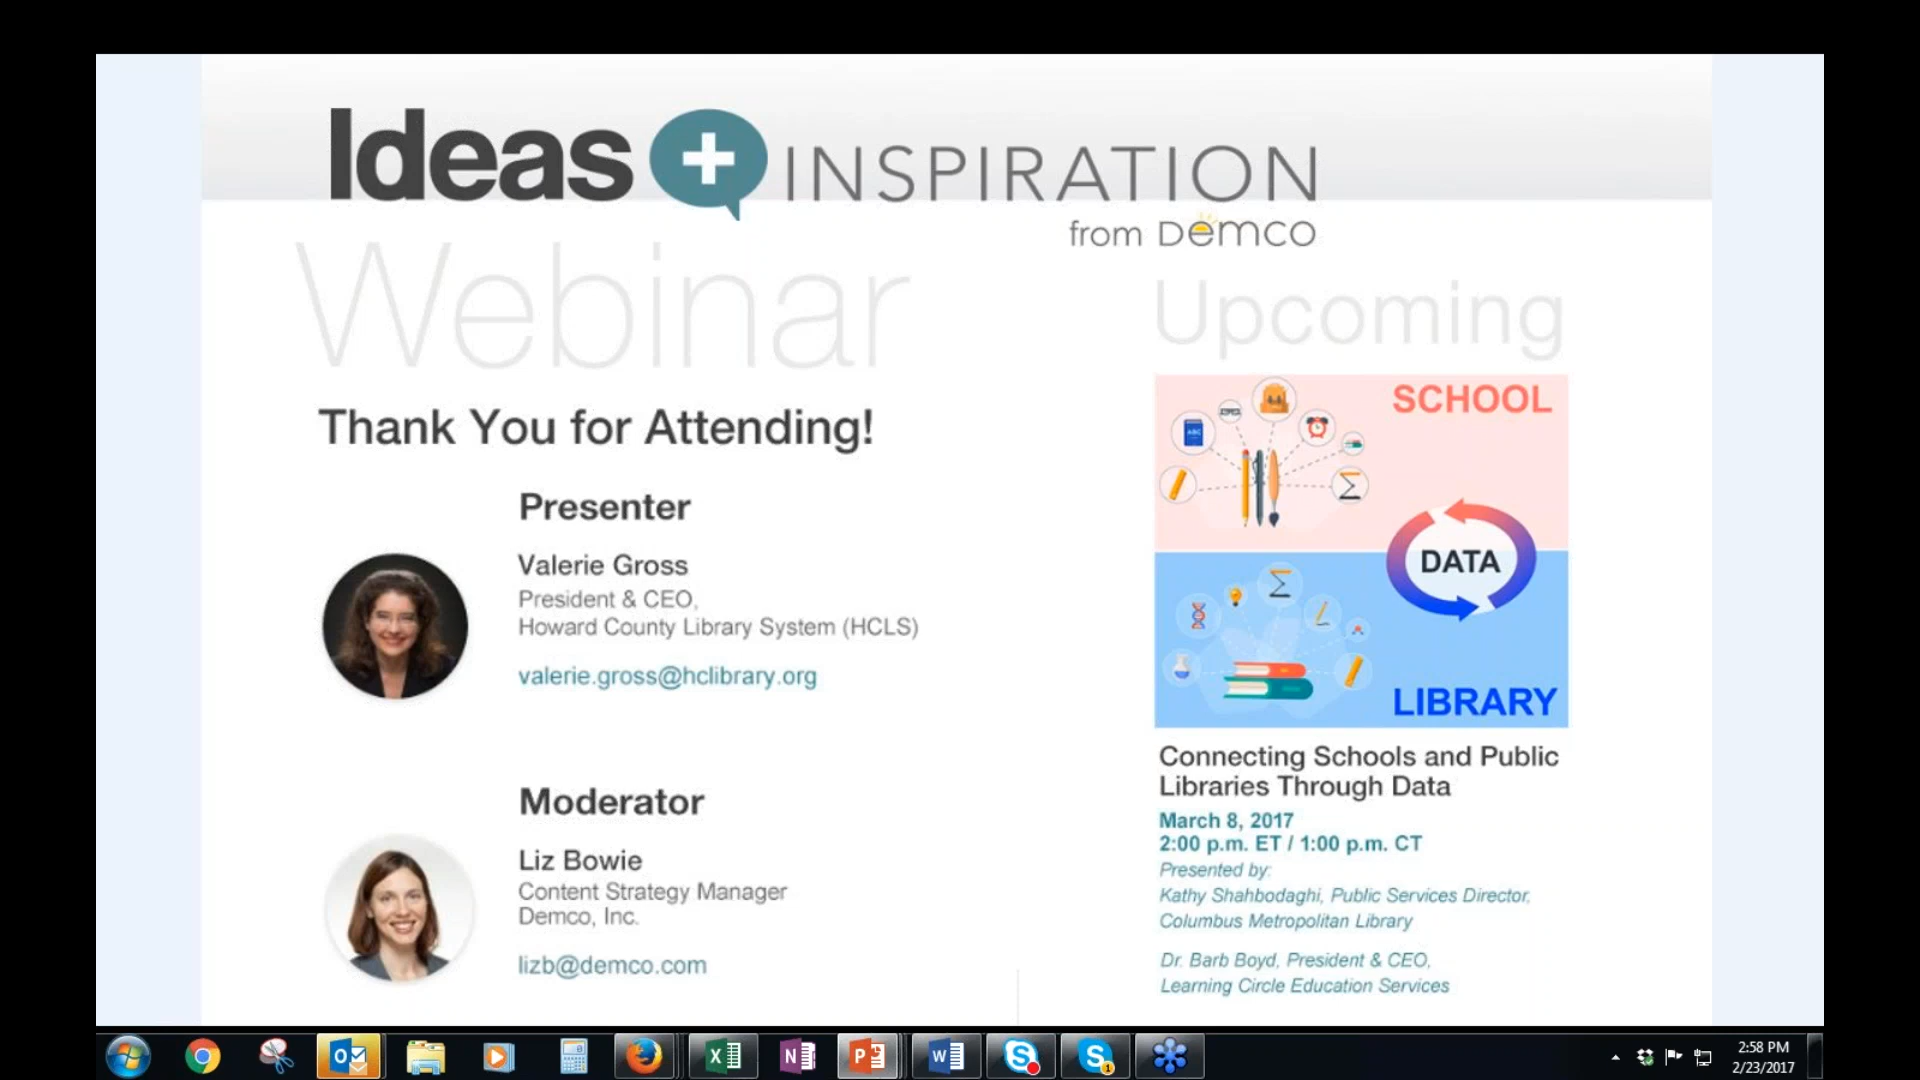 Ideas + INSPIRATION
from Demco
Webinar
Thank You for Attending!
Presenter
Valerie Gross
President & CEO,
Howard County Library System (HCLS)
valerie.gross@hclibrary.org
Moderator
Liz Bowie
Content Strategy Manager
Demco, Inc.
lizb@demco.com
Upcoming
SCHOOL
ABC
Σ
DATA
Σ
LIBRARY
Connecting Schools and Public
Libraries Through Data
March 8, 2017
2:00 p.m. ET / 1:00 p.m. CT
Presented by:
Kathy Shahbodaghi, Public Services Director,
Columbus Metropolitan Library
Dr. Barb Boyd, President & CEO,
Learning Circle Education Services
2:58 PM
2/23/2017